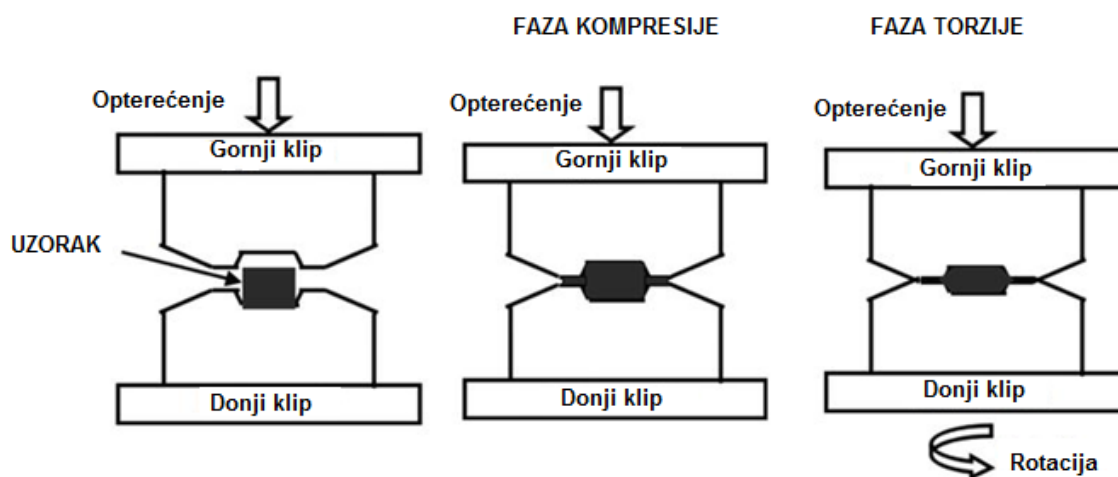 FAZA KOMPRESIJE
FAZA TORZIJE
Opterećenje
Opterećenje
Opterećenje
Gornji klip
Gornji klip
Gornji klip
UZORAK
Donji klip
Donji klip
Donji klip
Rotacija